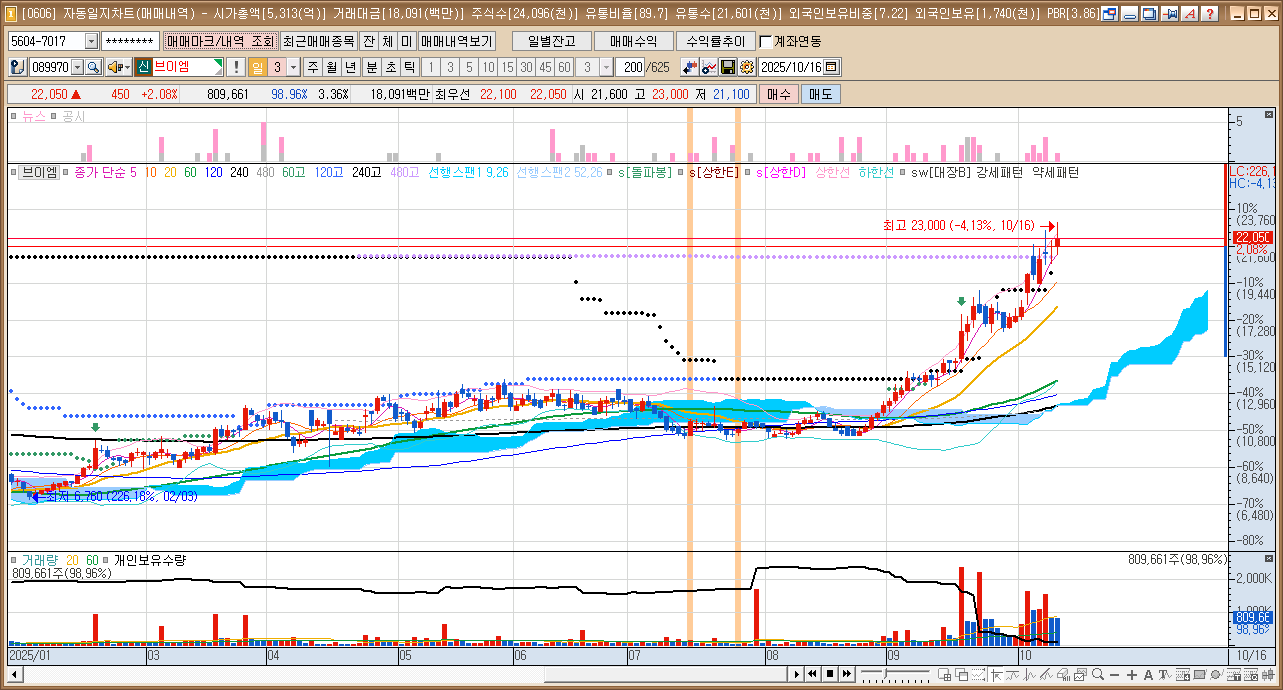 [0606] 자동일지차트(매매내역) - 시가총액[5,313(억)] 거래대금[18,091(백만)] 주식수[24,096(천)] 유통비율[89.7] 유통수[21,601(천)] 외국인보유비중[7.22] 외국인보유[1,740(천)] PBR[3.86]
5604-7017 ******** 매매마크/내역 조회 최근매매종목 잔 체 미 매매내역보기 일별잔고 매매수익 수익률추이 계좌연동
089970 신 브이엠 ! 일 3 주 월 년 분 초 틱 1 3 5 10 15 30 45 60 3 200 /625 2025/10/16
22,050 ▲ 450 +2.08% 809,661 98.96% 3.36% 18,091백만 최우선 22,100 22,050 시 21,600 고 23,000 저 21,100 매수 매도
뉴스 공시
5
브이엠 종가 단순 5 10 20 60 120 240 480 60고 120고 240고 480고 선행스팬1 9,26 선행스팬2 52,26 s[돌파봉] s[상한E] s[상한D] 상한선 하한선 sw[대장B] 강세패턴 약세패턴
LC:226.1
HC:-4.13
10%
(23,760
최고 23,000 (-4.13%, 10/16)
22,050
2.08%
(21,600
-10%
(19,440
-20%
(17,280
-30%
(15,120
-40%
(12,960
-50%
(10,800
-60%
(8,640)
-70%
(6,480)
-80%
최저 6,760 (226.18%, 02/03)
거래량 20 60 개인보유수량
809,661주(98,96%)
809,661주(98,96%)
2,000K
1,000K
809.66
98,96%
2025/01 03 04 05 06 07 08 09 10 10/16